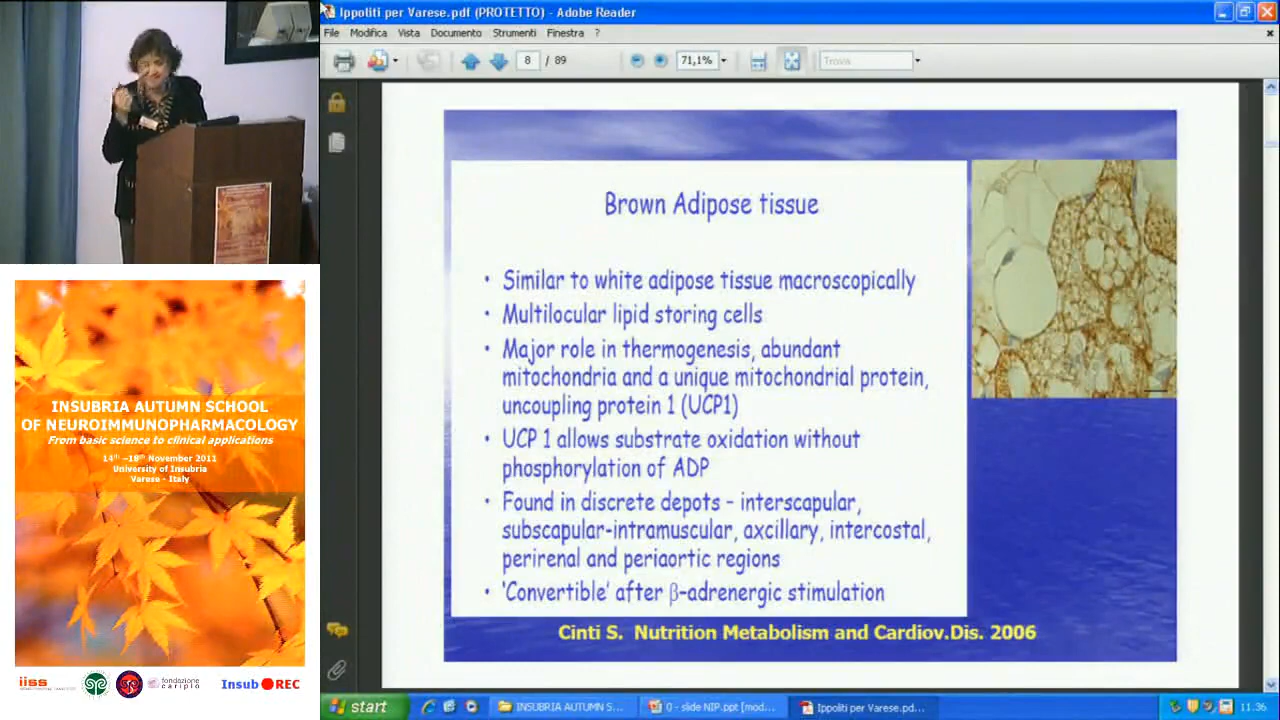 Ippoliti per Varese.pdf (PROTETTO) - Adobe Reader
File Modifica Vista Documento Strumenti Finestra ?
8 / 89 71,1% Trova
Brown Adipose tissue
• Similar to white adipose tissue macroscopically
• Multilocular lipid storing cells
• Major role in thermogenesis, abundant
mitochondria and a unique mitochondrial protein,
uncoupling protein 1 (UCP1)
• UCP 1 allows substrate oxidation without
phosphorylation of ADP
• Found in discrete depots - interscapular,
subscapular-intramuscular, axcillary, intercostal,
perirenal and periaortic regions
• 'Convertible' after β-adrenergic stimulation
Cinti S. Nutrition Metabolism and Cardiov.Dis. 2006
INSUBRIA AUTUMN SCHOOL
OF NEUROIMMUNOPHARMACOLOGY
From basic science to clinical applications
14th -18th November 2011
University of Insubria
Varese - Italy
iiss
fondazione
cariplo
Insub REC
start
INSUBRIA AUTUMN S...
0 - slide NIP.ppt [mod...
Ippoliti per Varese.pd...
11.36